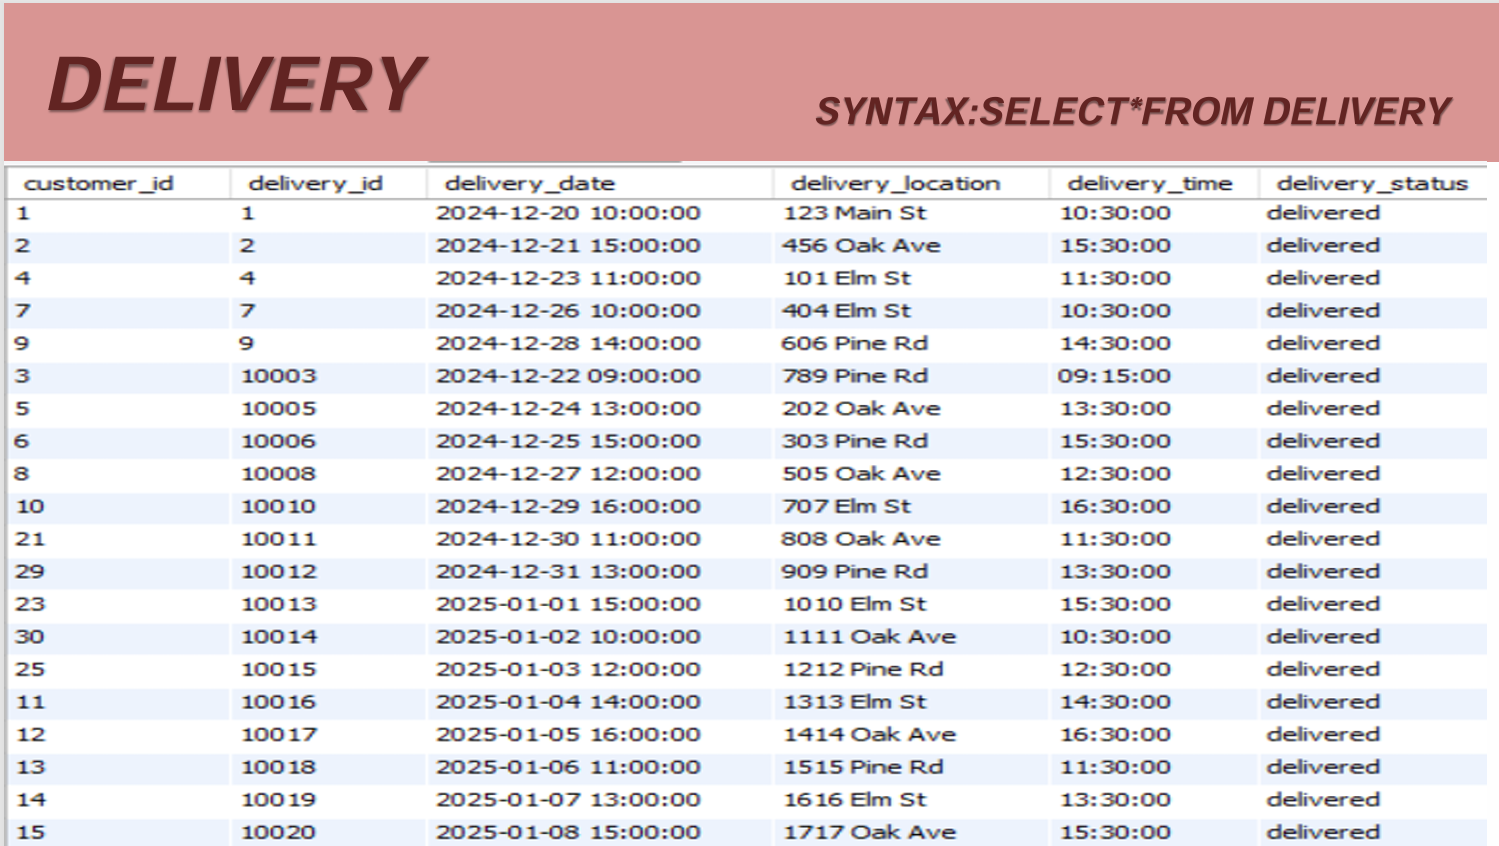 DELIVERY
SYNTAX:SELECT*FROM DELIVERY
customer_id delivery_id delivery_date delivery_location delivery_time delivery_status
1 1 2024-12-20 10:00:00 123 Main St 10:30:00 delivered
2 2 2024-12-21 15:00:00 456 Oak Ave 15:30:00 delivered
4 4 2024-12-23 11:00:00 101 Elm St 11:30:00 delivered
7 7 2024-12-26 10:00:00 404 Elm St 10:30:00 delivered
9 9 2024-12-28 14:00:00 606 Pine Rd 14:30:00 delivered
3 10003 2024-12-22 09:00:00 789 Pine Rd 09:15:00 delivered
5 10005 2024-12-24 13:00:00 202 Oak Ave 13:30:00 delivered
6 10006 2024-12-25 15:00:00 303 Pine Rd 15:30:00 delivered
8 10008 2024-12-27 12:00:00 505 Oak Ave 12:30:00 delivered
10 10010 2024-12-29 16:00:00 707 Elm St 16:30:00 delivered
21 10011 2024-12-30 11:00:00 808 Oak Ave 11:30:00 delivered
29 10012 2024-12-31 13:00:00 909 Pine Rd 13:30:00 delivered
23 10013 2025-01-01 15:00:00 1010 Elm St 15:30:00 delivered
30 10014 2025-01-02 10:00:00 1111 Oak Ave 10:30:00 delivered
25 10015 2025-01-03 12:00:00 1212 Pine Rd 12:30:00 delivered
11 10016 2025-01-04 14:00:00 1313 Elm St 14:30:00 delivered
12 10017 2025-01-05 16:00:00 1414 Oak Ave 16:30:00 delivered
13 10018 2025-01-06 11:00:00 1515 Pine Rd 11:30:00 delivered
14 10019 2025-01-07 13:00:00 1616 Elm St 13:30:00 delivered
15 10020 2025-01-08 15:00:00 1717 Oak Ave 15:30:00 delivered